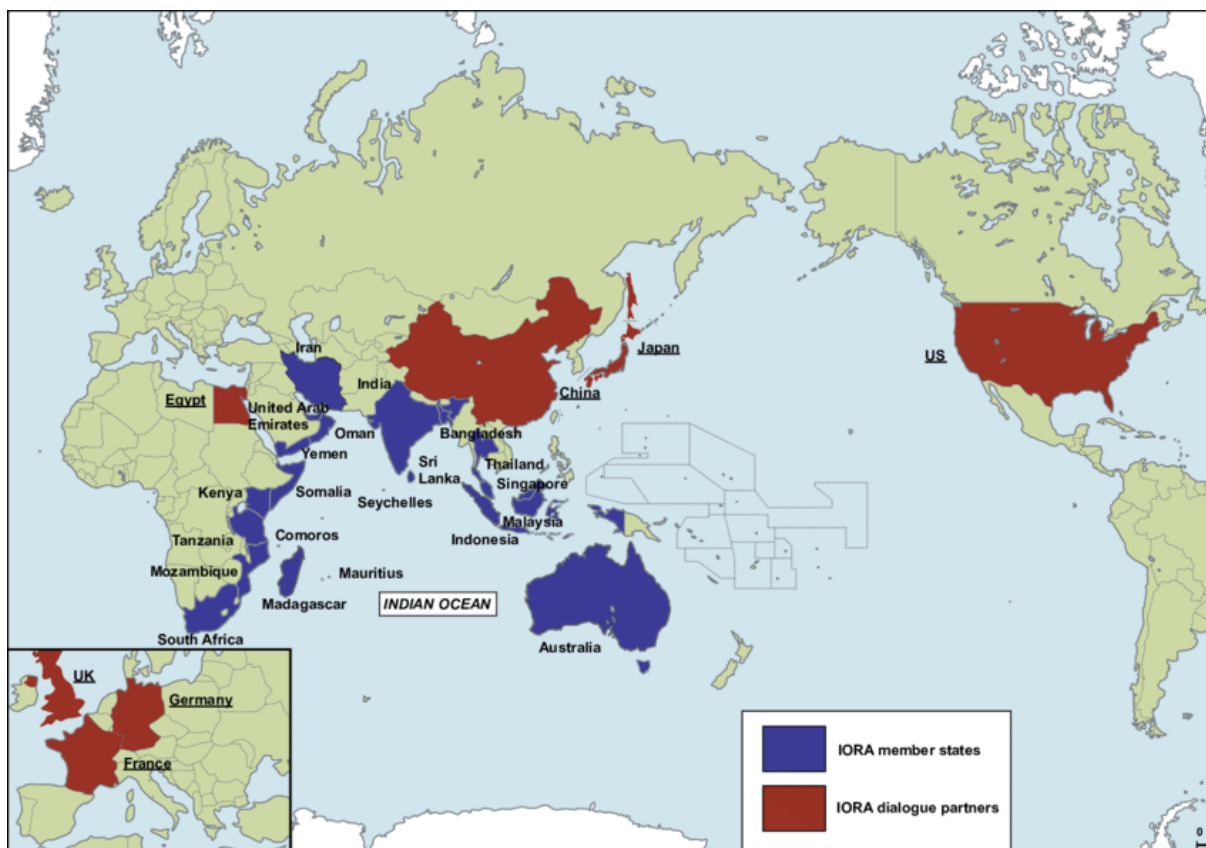 Iran
Japan
US
India
China
Egypt
United Arab
Emirates
Oman
Bangladesh
Yemen
Sri
Lanka
Thailand
Singapore
Kenya
Somalia
Seychelles
Malaysia
Tanzania
Comoros
Indonesia
Mozambique
Mauritius
Madagascar
INDIAN OCEAN
South Africa
Australia
UK
Germany
France
IORA member states
IORA dialogue partners
0